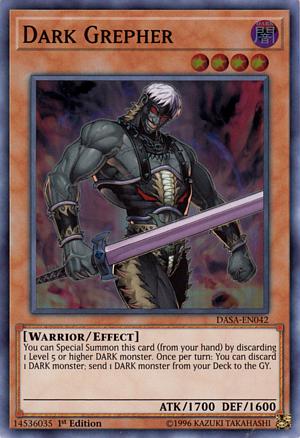 DARK GREPHER
DARK
闇
DASA-EN042
[WARRIOR/EFFECT]
You can Special Summon this card (from your hand) by discarding
1 Level 5 or higher DARK monster. Once per turn: You can discard
1 DARK monster; send 1 DARK monster from your Deck to the GY.
ATK/1700 DEF/1600
14536035 1st Edition ©1996 KAZUKI TAKAHASHI